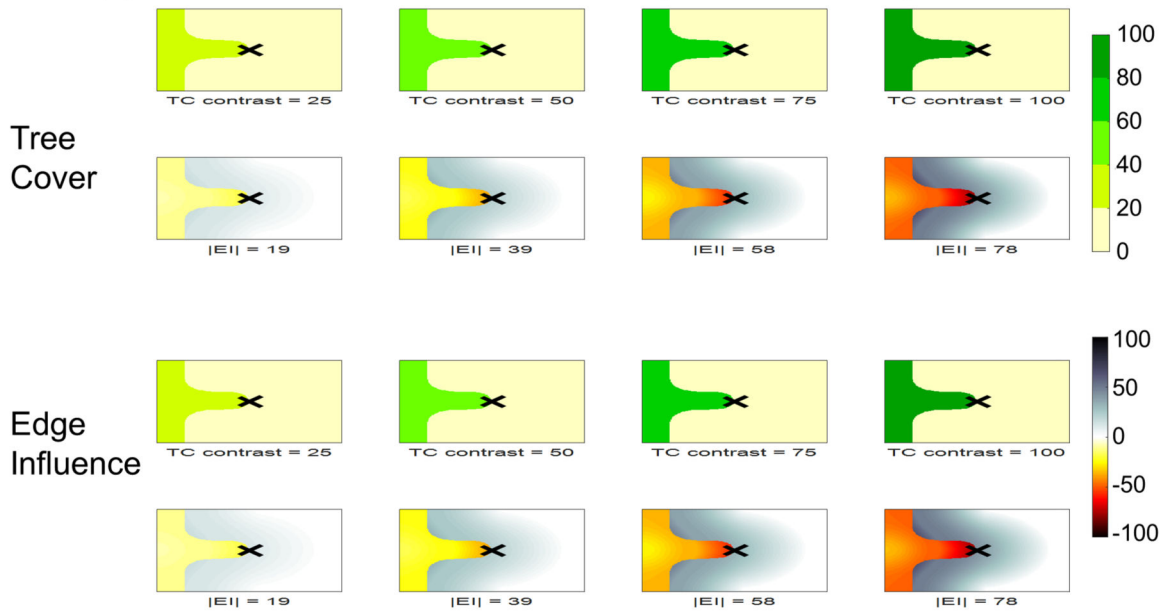 TC contrast = 25
TC contrast = 50
TC contrast = 75
TC contrast = 100
Tree
Cover
|EI| = 19
|EI| = 39
|EI| = 58
|EI| = 78
100
80
60
40
20
0
TC contrast = 25
TC contrast = 50
TC contrast = 75
TC contrast = 100
Edge
Influence
|EI| = 19
|EI| = 39
|EI| = 58
|EI| = 78
100
50
0
-50
-100